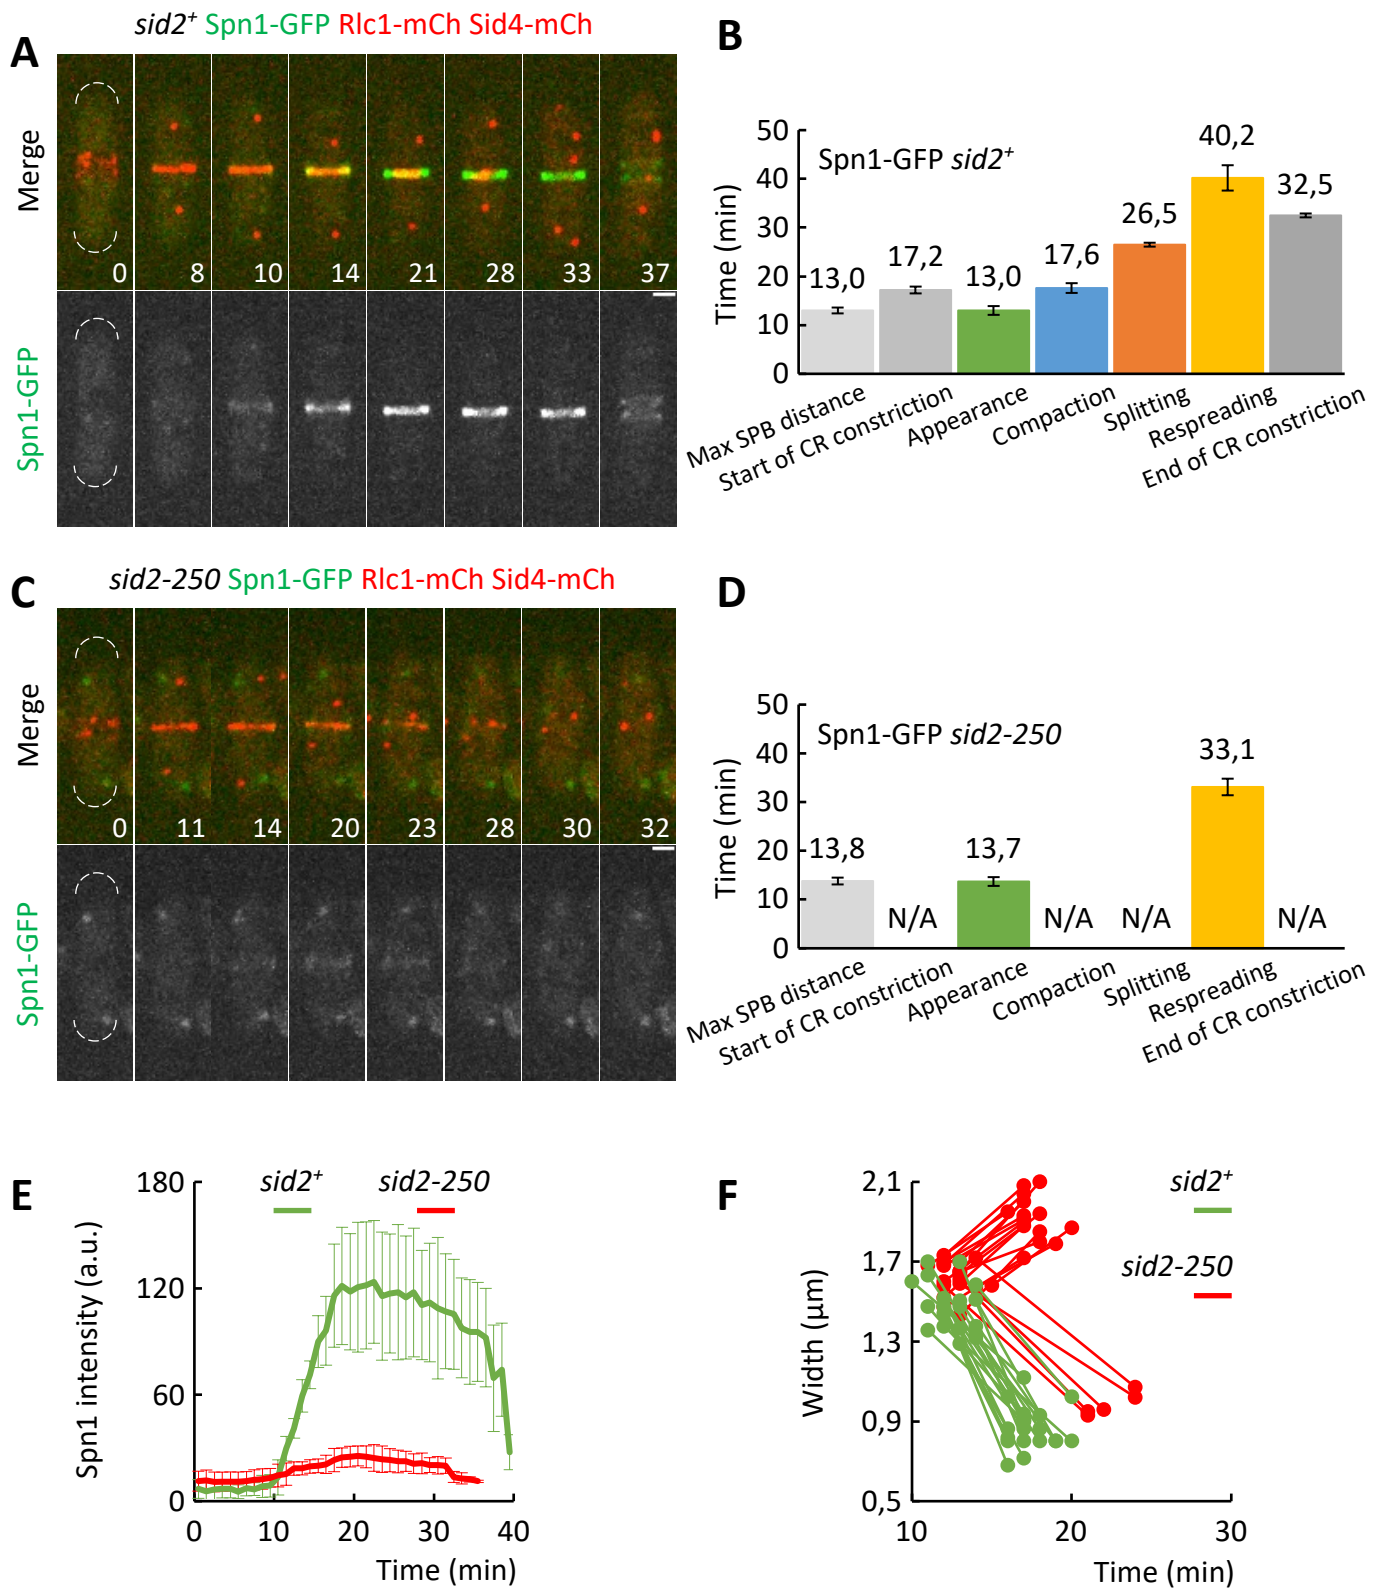 A
sid2⁺ Spn1-GFP Rlc1-mCh Sid4-mCh
Merge
0 8 10 14 21 28 33 37
Spn1-GFP
B
Spn1-GFP sid2⁺
Time (min)
50
40
30
20
10
0
13,0 17,2 13,0 17,6 26,5 40,2 32,5
Max SPB distance
Start of CR constriction
Appearance
Compaction
Splitting
Respreading
End of CR constriction
C
sid2-250 Spn1-GFP Rlc1-mCh Sid4-mCh
Merge
0 11 14 20 23 28 30 32
Spn1-GFP
D
Spn1-GFP sid2-250
Time (min)
50
40
30
20
10
0
13,8 N/A 13,7 N/A N/A 33,1 N/A
Max SPB distance
Start of CR constriction
Appearance
Compaction
Splitting
Respreading
End of CR constriction
E
sid2⁺ sid2-250
Spn1 intensity (a.u.)
180
120
60
0
0 10 20 30 40
Time (min)
F
sid2⁺
sid2-250
Width (µm)
2,1
1,7
1,3
0,9
0,5
10 20 30
Time (min)